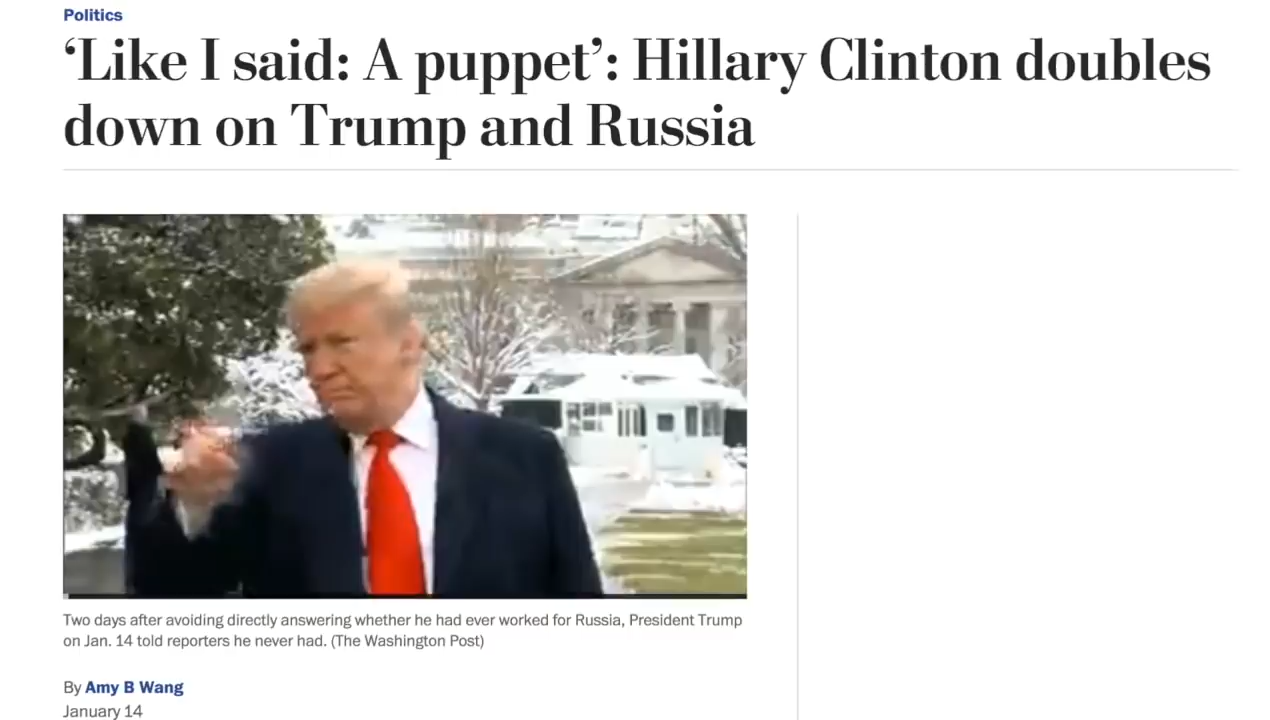 Politics
‘Like I said: A puppet’: Hillary Clinton doubles
down on Trump and Russia
Two days after avoiding directly answering whether he had ever worked for Russia, President Trump
on Jan. 14 told reporters he never had. (The Washington Post)
By Amy B Wang
January 14